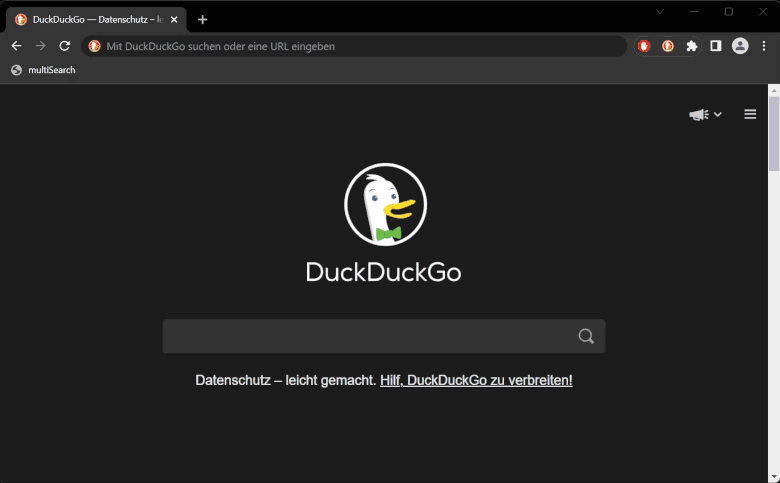 DuckDuckGo — Datenschutz – le
Mit DuckDuckGo suchen oder eine URL eingeben
multiSearch
DuckDuckGo
Datenschutz – leicht gemacht. Hilf, DuckDuckGo zu verbreiten!